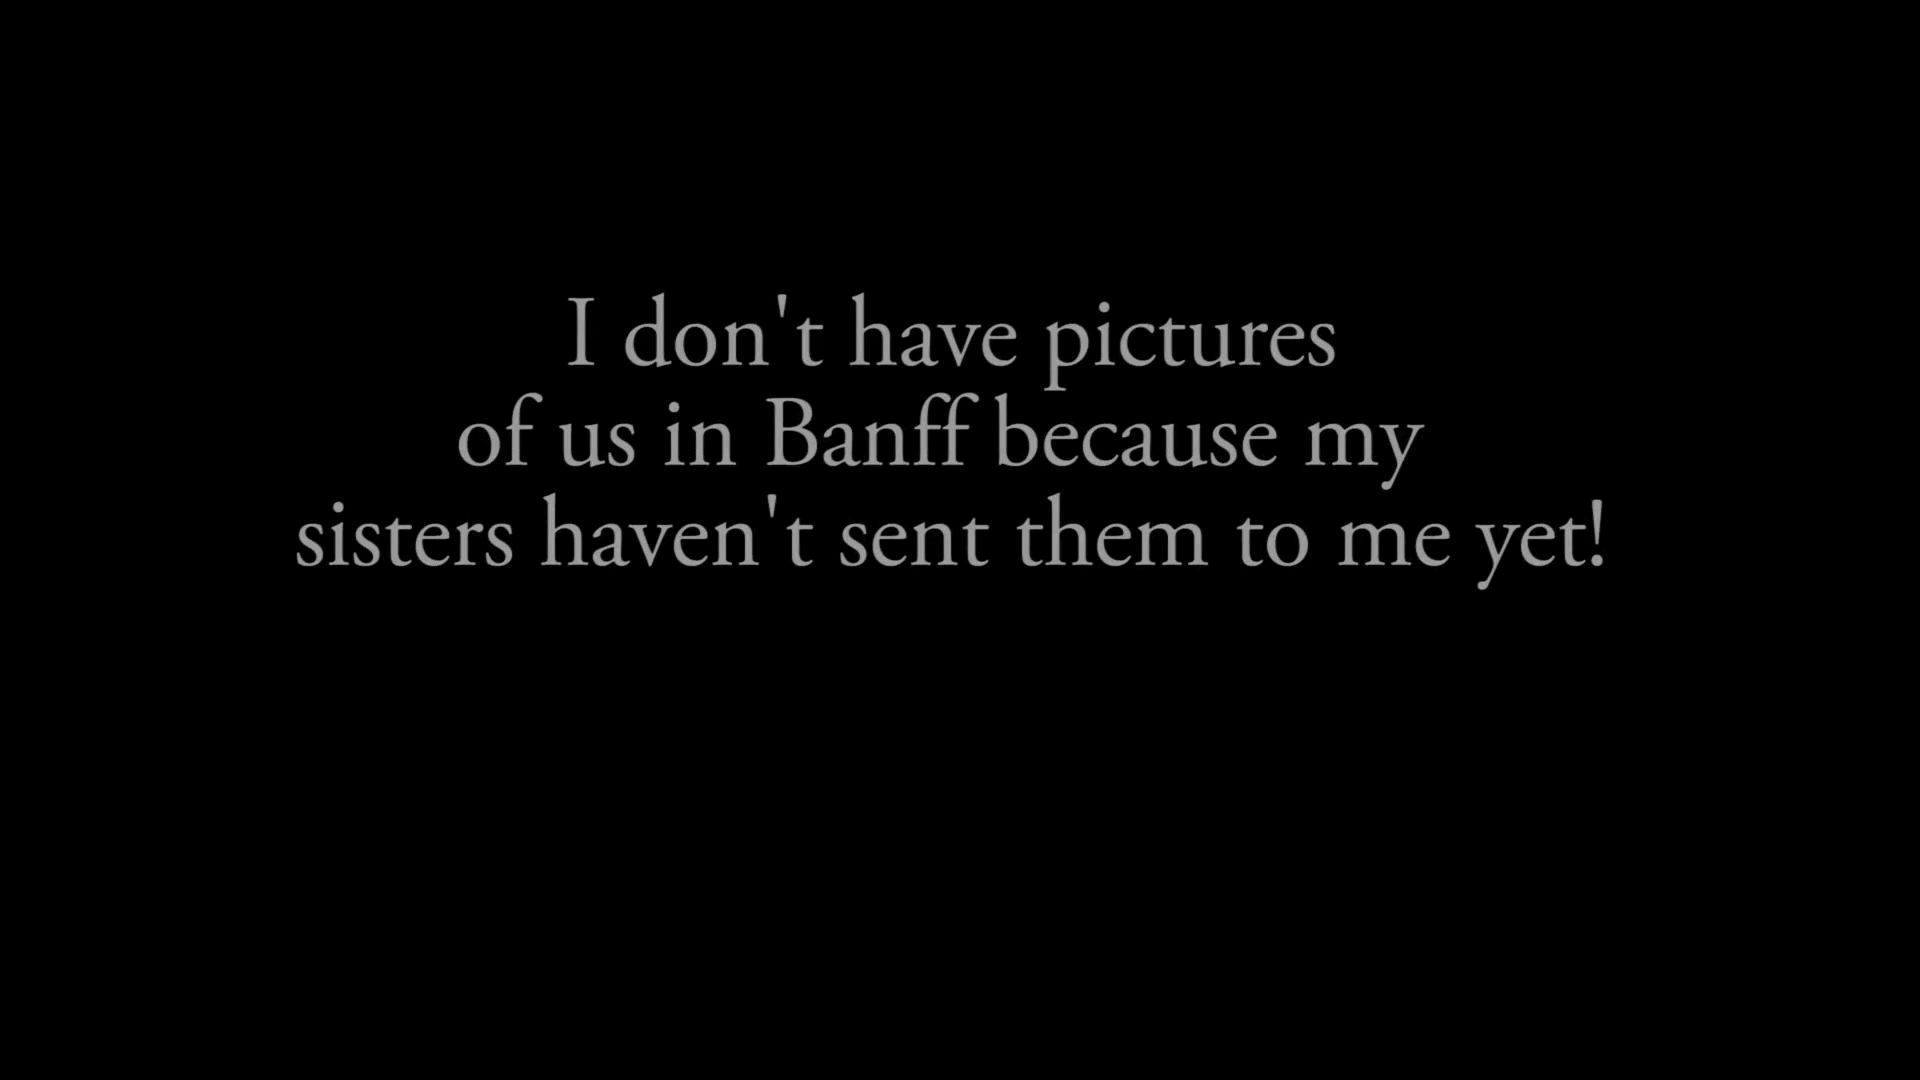 I don't have pictures
of us in Banff because my
sisters haven't sent them to me yet!